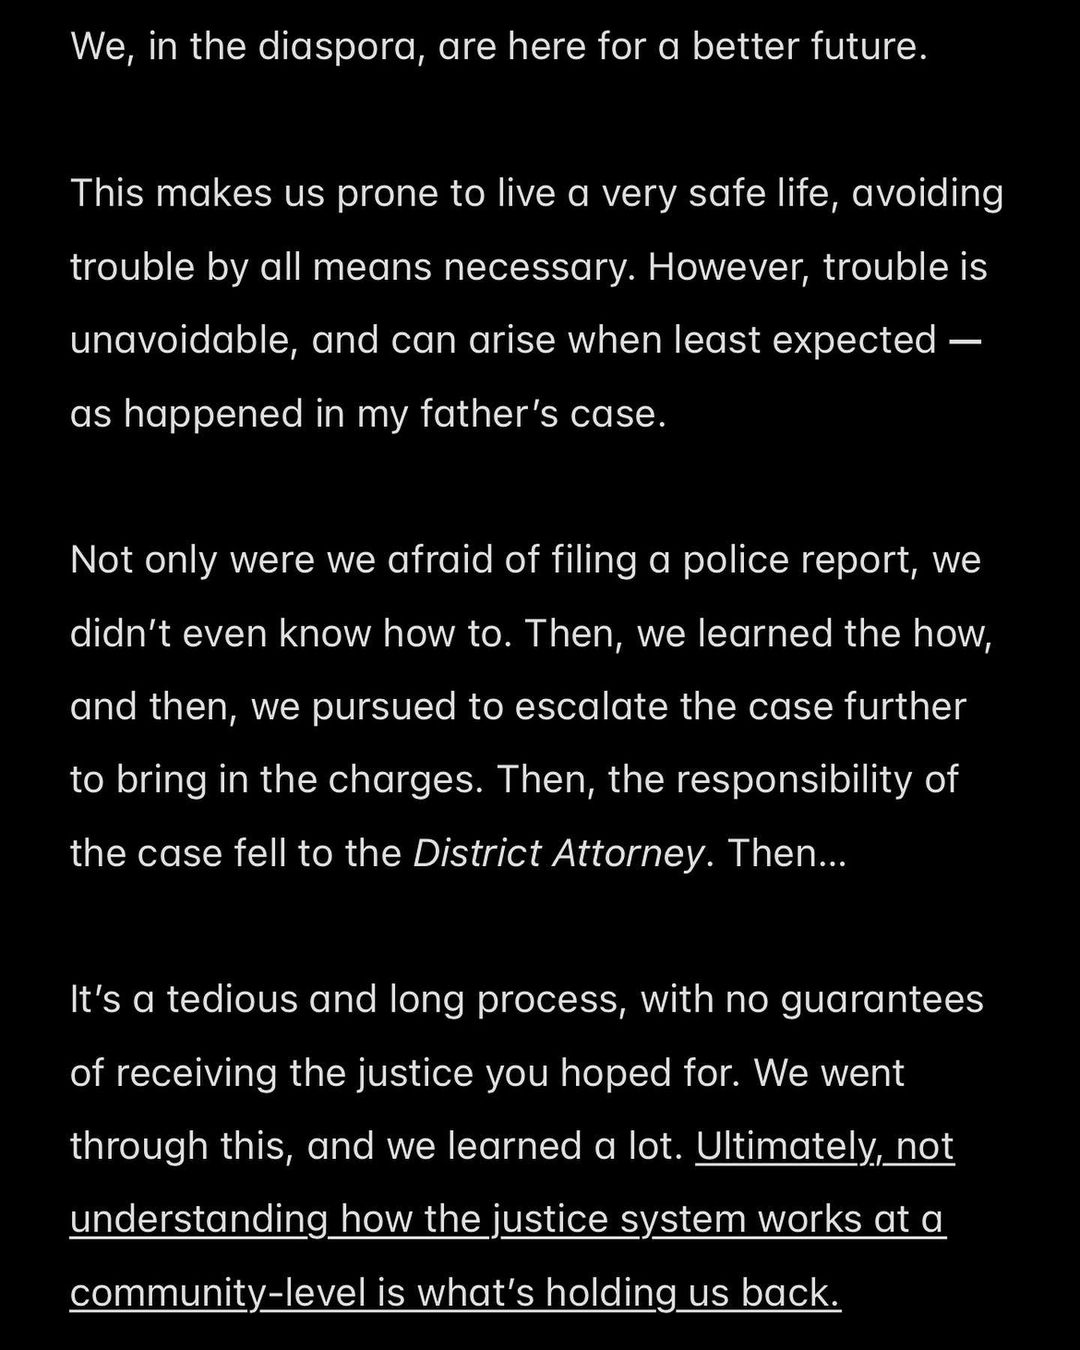 We, in the diaspora, are here for a better future.
This makes us prone to live a very safe life, avoiding
trouble by all means necessary. However, trouble is
unavoidable, and can arise when least expected —
as happened in my father’s case.
Not only were we afraid of filing a police report, we
didn’t even know how to. Then, we learned the how,
and then, we pursued to escalate the case further
to bring in the charges. Then, the responsibility of
the case fell to the District Attorney. Then...
It’s a tedious and long process, with no guarantees
of receiving the justice you hoped for. We went
through this, and we learned a lot. Ultimately, not
understanding how the justice system works at a
community-level is what’s holding us back.